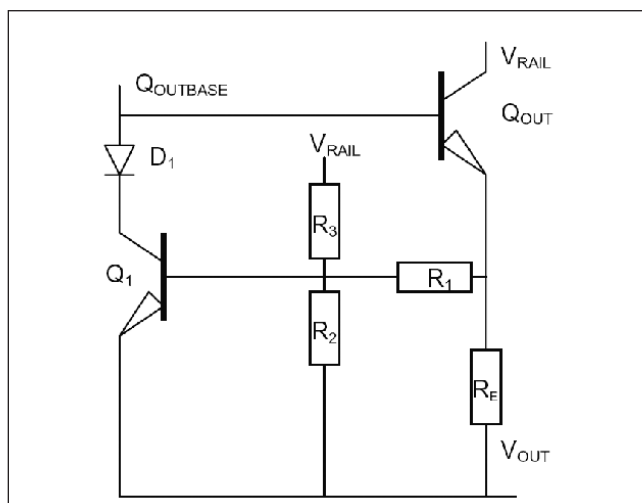 V_RAIL
Q_OUTBASE
Q_OUT
V_RAIL
D_1
R_3
Q_1
R_1
R_2
R_E
V_OUT